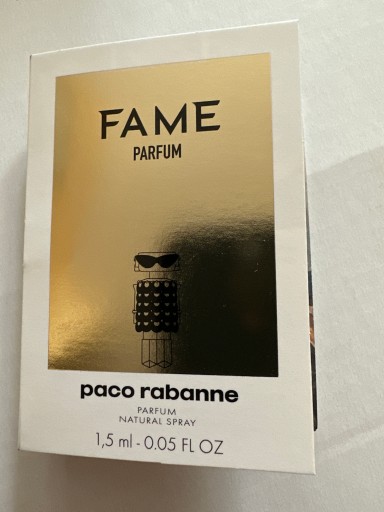 FAME
PARFUM
paco rabanne
PARFUM
NATURAL SPRAY
1,5 ml - 0.05 FL OZ